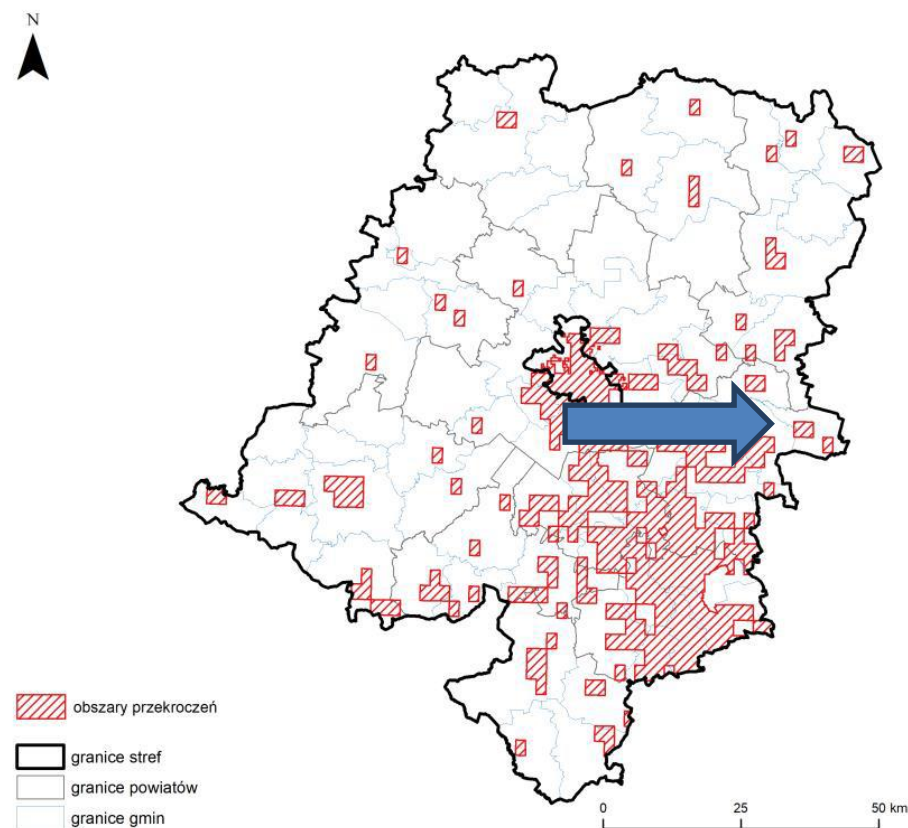 N
obszary przekroczeń
granice stref
granice powiatów
granice gmin
0 25 50 km